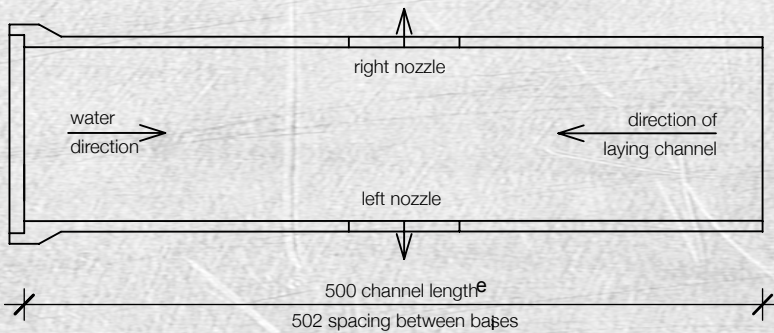 right nozzle
water
direction
direction of
laying channel
left nozzle
500 channel length e
502 spacing between bases